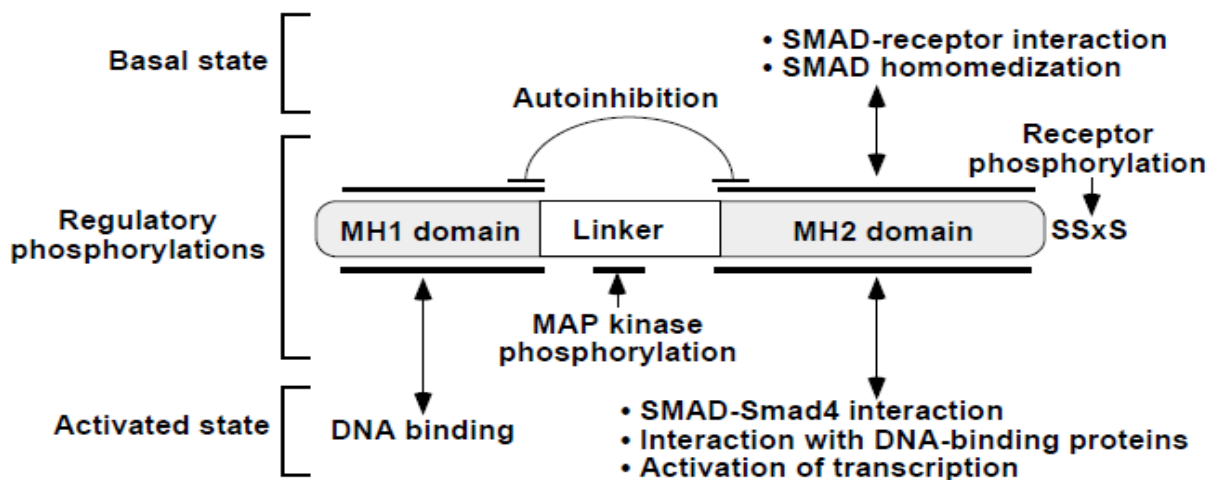 Basal state
• SMAD-receptor interaction
• SMAD homomedization
Autoinhibition
Receptor
phosphorylation
Regulatory
phosphorylations
MH1 domain
Linker
MH2 domain
SSxS
MAP kinase
phosphorylation
Activated state
DNA binding
• SMAD-Smad4 interaction
• Interaction with DNA-binding proteins
• Activation of transcription